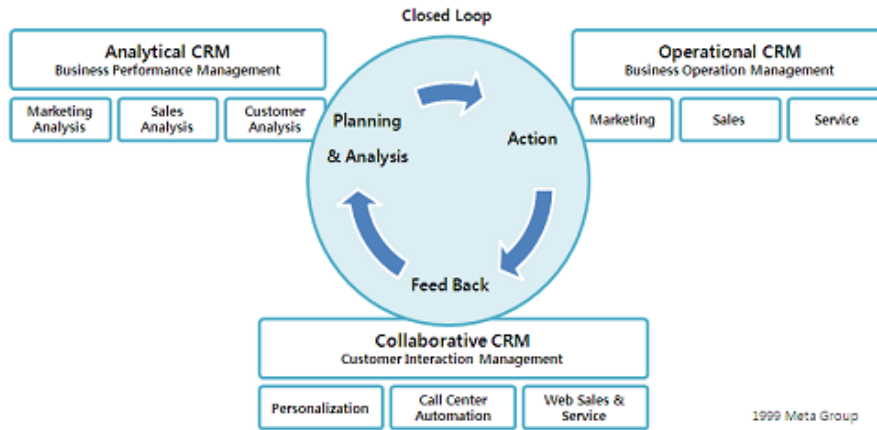 Closed Loop
Analytical CRM
Business Performance Management
Marketing
Analysis
Sales
Analysis
Customer
Analysis
Operational CRM
Business Operation Management
Marketing
Sales
Service
Planning
& Analysis
Action
Feed Back
Collaborative CRM
Customer Interaction Management
Personalization
Call Center
Automation
Web Sales &
Service
1999 Meta Group